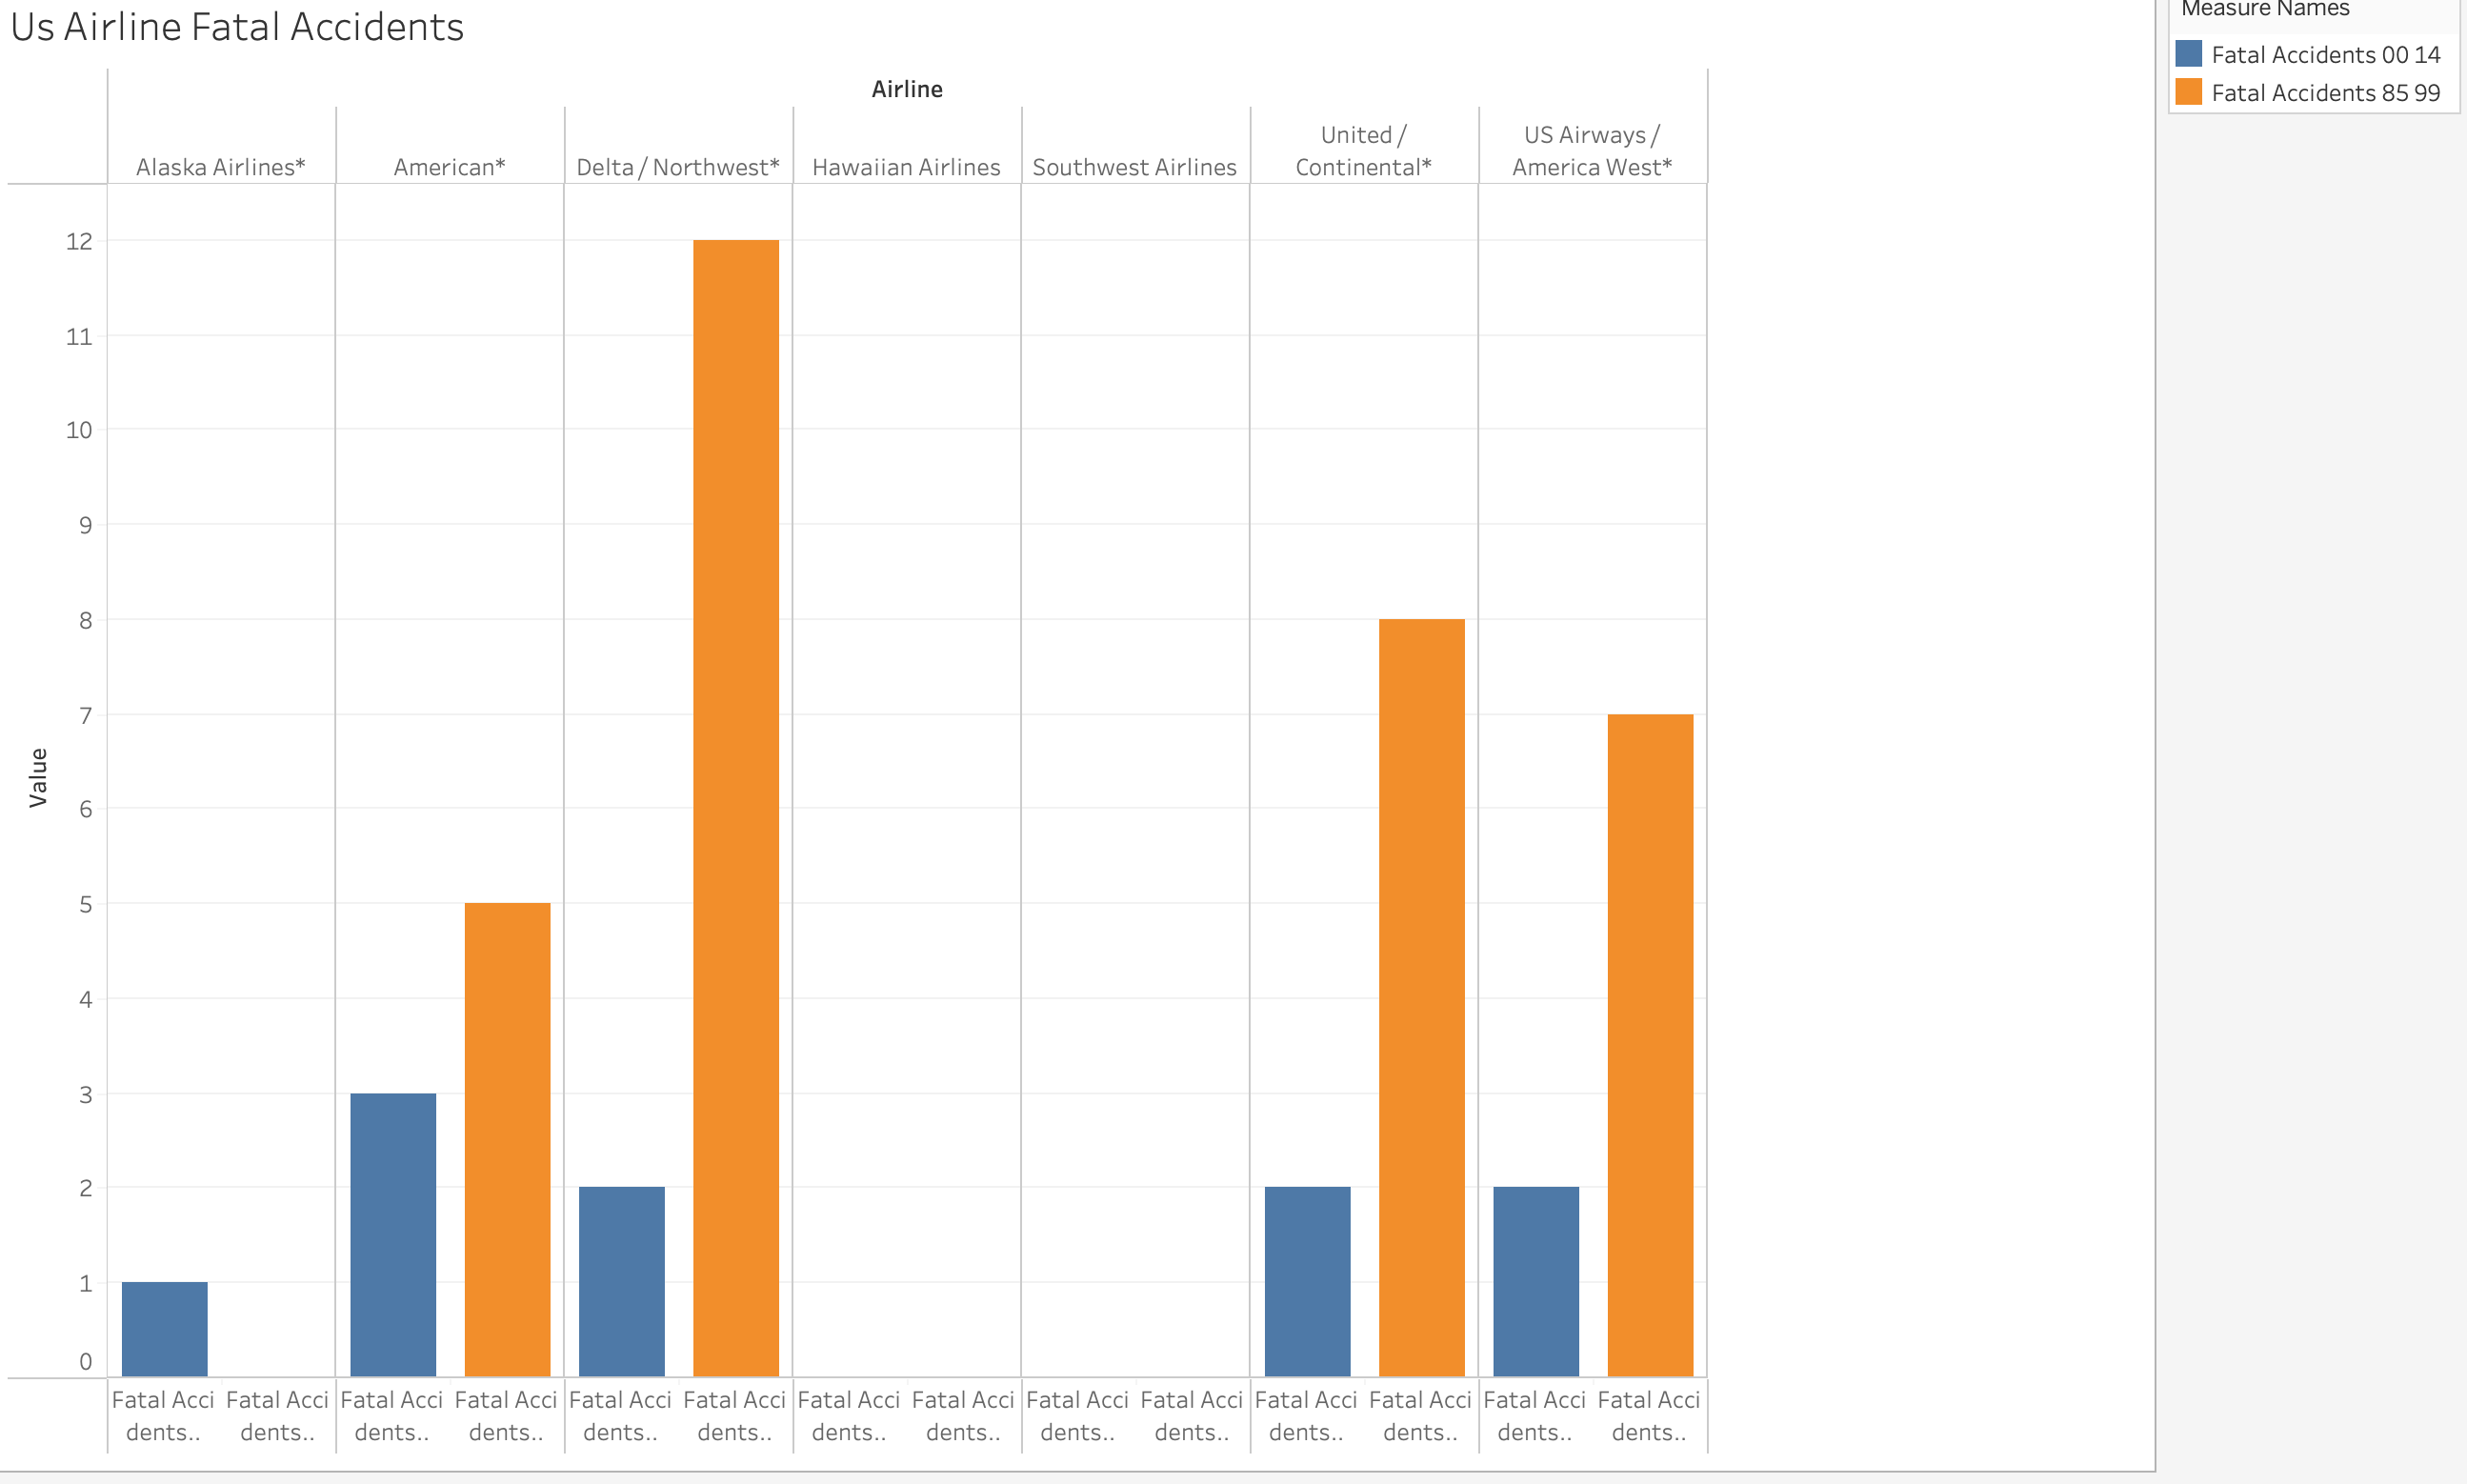 Us Airline Fatal Accidents
Measure Names
Fatal Accidents 00 14
Fatal Accidents 85 99
Airline
Alaska Airlines*
American*
Delta / Northwest*
Hawaiian Airlines
Southwest Airlines
United /
Continental*
US Airways /
America West*
12
11
10
9
8
7
6
5
4
3
2
1
0
Value
Fatal Acci
dents..
Fatal Acci
dents..
Fatal Acci
dents..
Fatal Acci
dents..
Fatal Acci
dents..
Fatal Acci
dents..
Fatal Acci
dents..
Fatal Acci
dents..
Fatal Acci
dents..
Fatal Acci
dents..
Fatal Acci
dents..
Fatal Acci
dents..
Fatal Acci
dents..
Fatal Acci
dents..